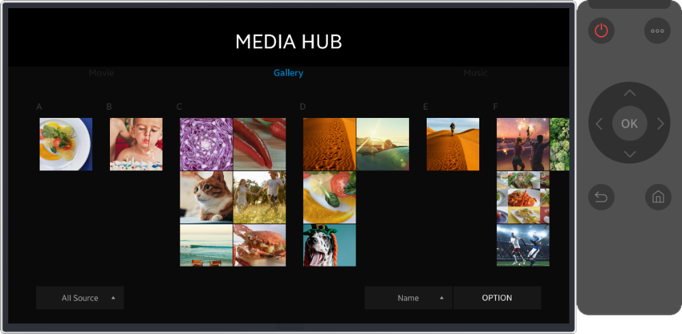 MEDIA HUB
Movie Gallery Music
A B C D E F
OK
All Source Name OPTION